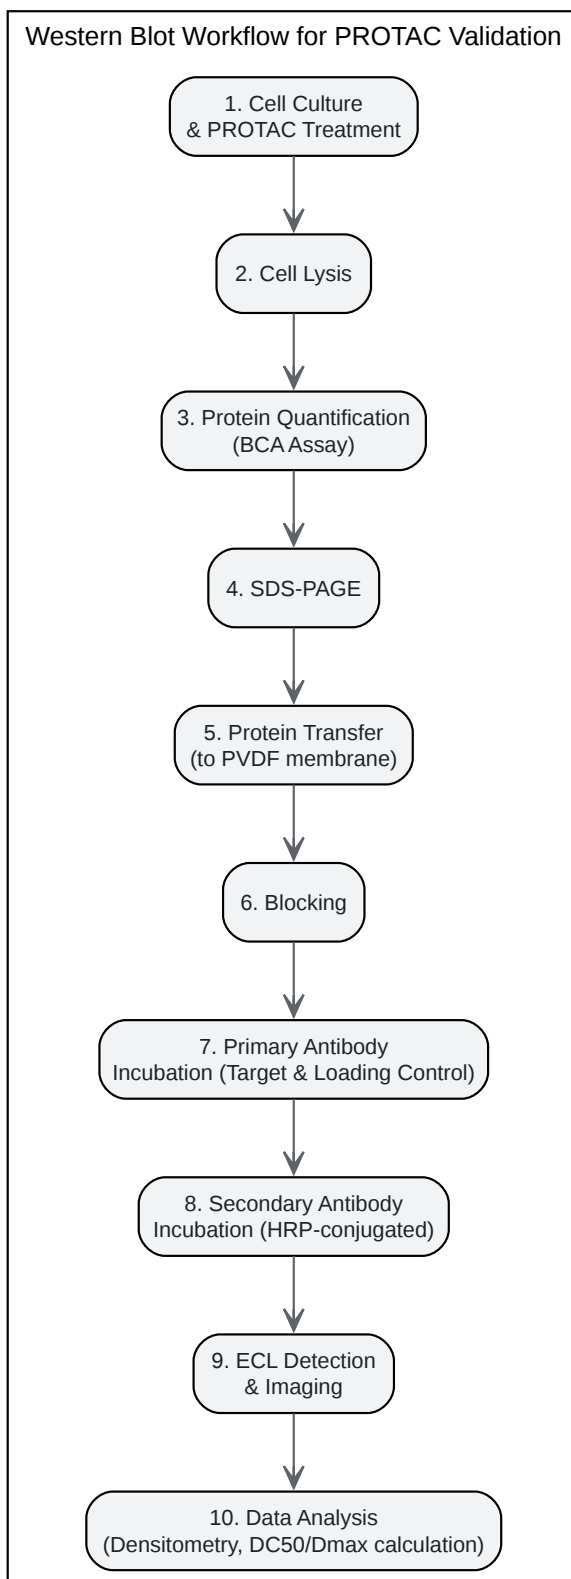 Western Blot Workflow for PROTAC Validation
1. Cell Culture
& PROTAC Treatment
2. Cell Lysis
3. Protein Quantification
(BCA Assay)
4. SDS-PAGE
5. Protein Transfer
(to PVDF membrane)
6. Blocking
7. Primary Antibody
Incubation (Target & Loading Control)
8. Secondary Antibody
Incubation (HRP-conjugated)
9. ECL Detection
& Imaging
10. Data Analysis
(Densitometry, DC50/Dmax calculation)